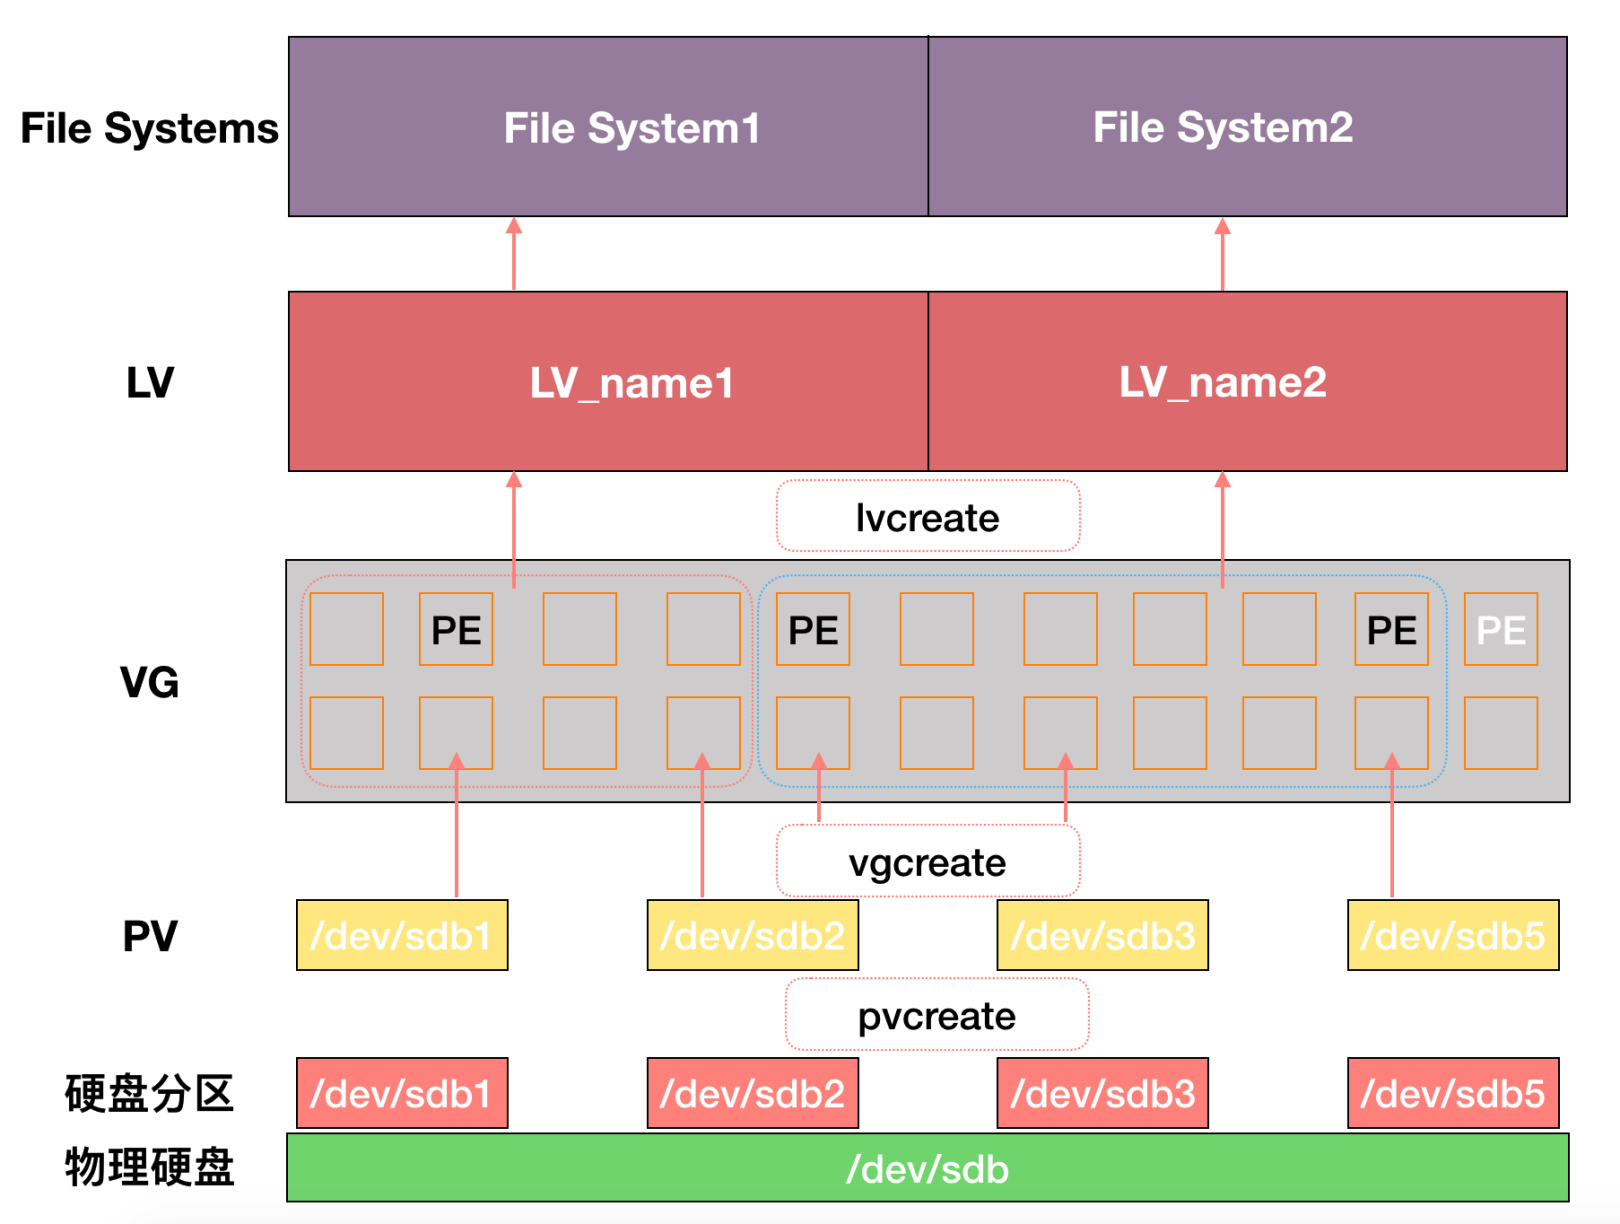 File Systems
File System1
File System2
LV
LV_name1
LV_name2
lvcreate
VG
PE
PE
PE
PE
vgcreate
PV
/dev/sdb1
/dev/sdb2
/dev/sdb3
/dev/sdb5
pvcreate
硬盘分区
/dev/sdb1
/dev/sdb2
/dev/sdb3
/dev/sdb5
物理硬盘
/dev/sdb